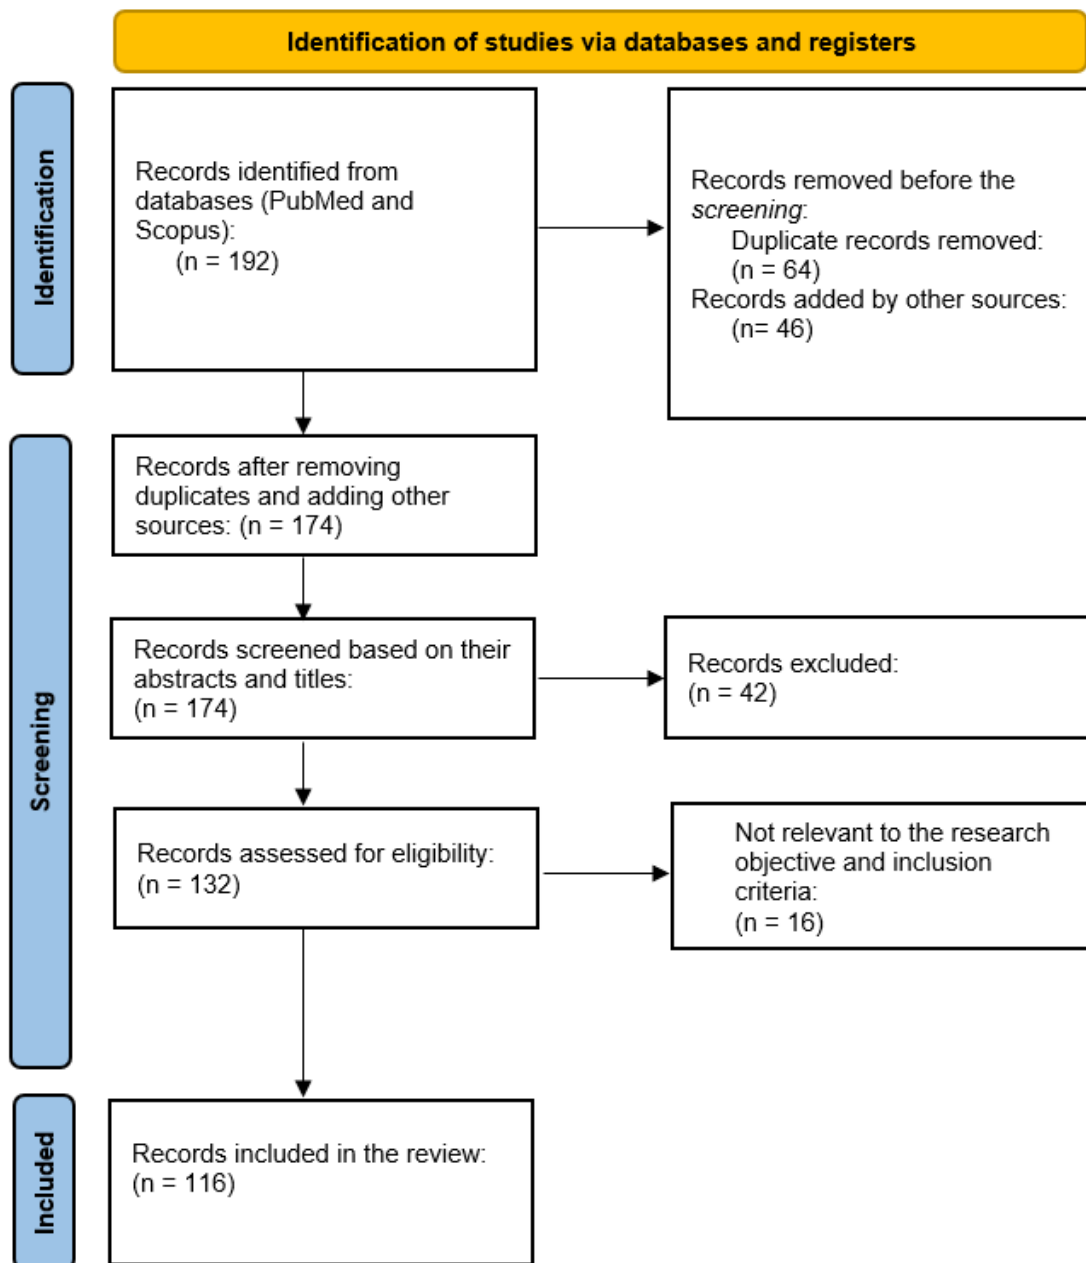 Identification of studies via databases and registers
Identification
Records identified from
databases (PubMed and
Scopus):
(n = 192)
Records removed before the
screening:
Duplicate records removed:
(n = 64)
Records added by other sources:
(n= 46)
Screening
Records after removing
duplicates and adding other
sources: (n = 174)
Records screened based on their
abstracts and titles:
(n = 174)
Records excluded:
(n = 42)
Records assessed for eligibility:
(n = 132)
Not relevant to the research
objective and inclusion
criteria:
(n = 16)
Included
Records included in the review:
(n = 116)